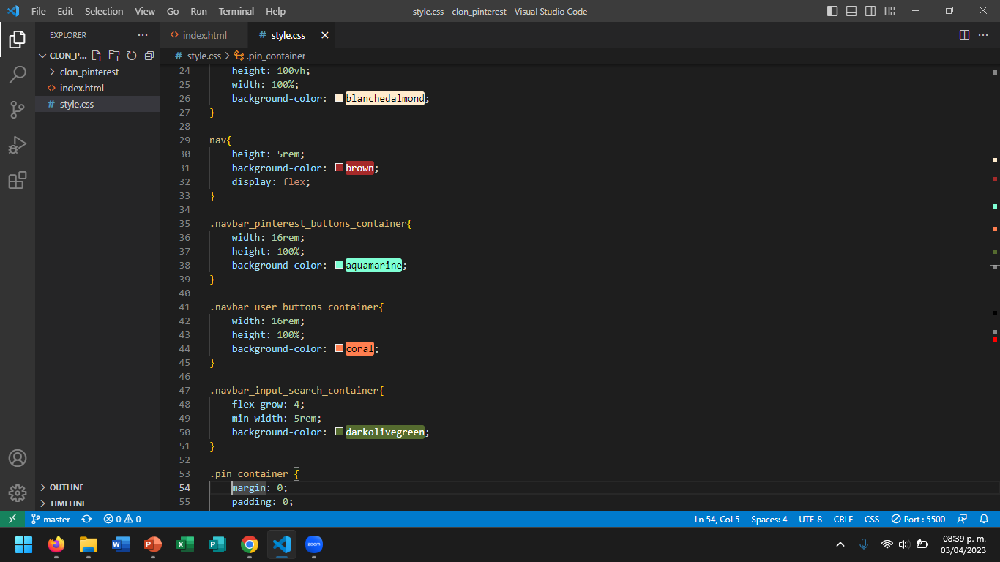 File Edit Selection View Go Run Terminal Help
style.css - clon_pinterest - Visual Studio Code
EXPLORER
CLON_P...
clon_pinterest
index.html
style.css
OUTLINE
TIMELINE
index.html
# style.css
# style.css > .pin_container
24 height: 100vh;
25 width: 100%;
26 background-color: blanchedalmond;
27 }
28
29 nav{
30 height: 5rem;
31 background-color: brown;
32 display: flex;
33 }
34
35 .navbar_pinterest_buttons_container{
36 width: 16rem;
37 height: 100%;
38 background-color: aquamarine;
39 }
40
41 .navbar_user_buttons_container{
42 width: 16rem;
43 height: 100%;
44 background-color: coral;
45 }
46
47 .navbar_input_search_container{
48 flex-grow: 4;
49 min-width: 5rem;
50 background-color: darkolivegreen;
51 }
52
53 .pin_container {
54 margin: 0;
55 padding: 0;
master 0 0 Ln 54, Col 5 Spaces: 4 UTF-8 CRLF CSS Port : 5500
zoom
08:39 p. m.
03/04/2023